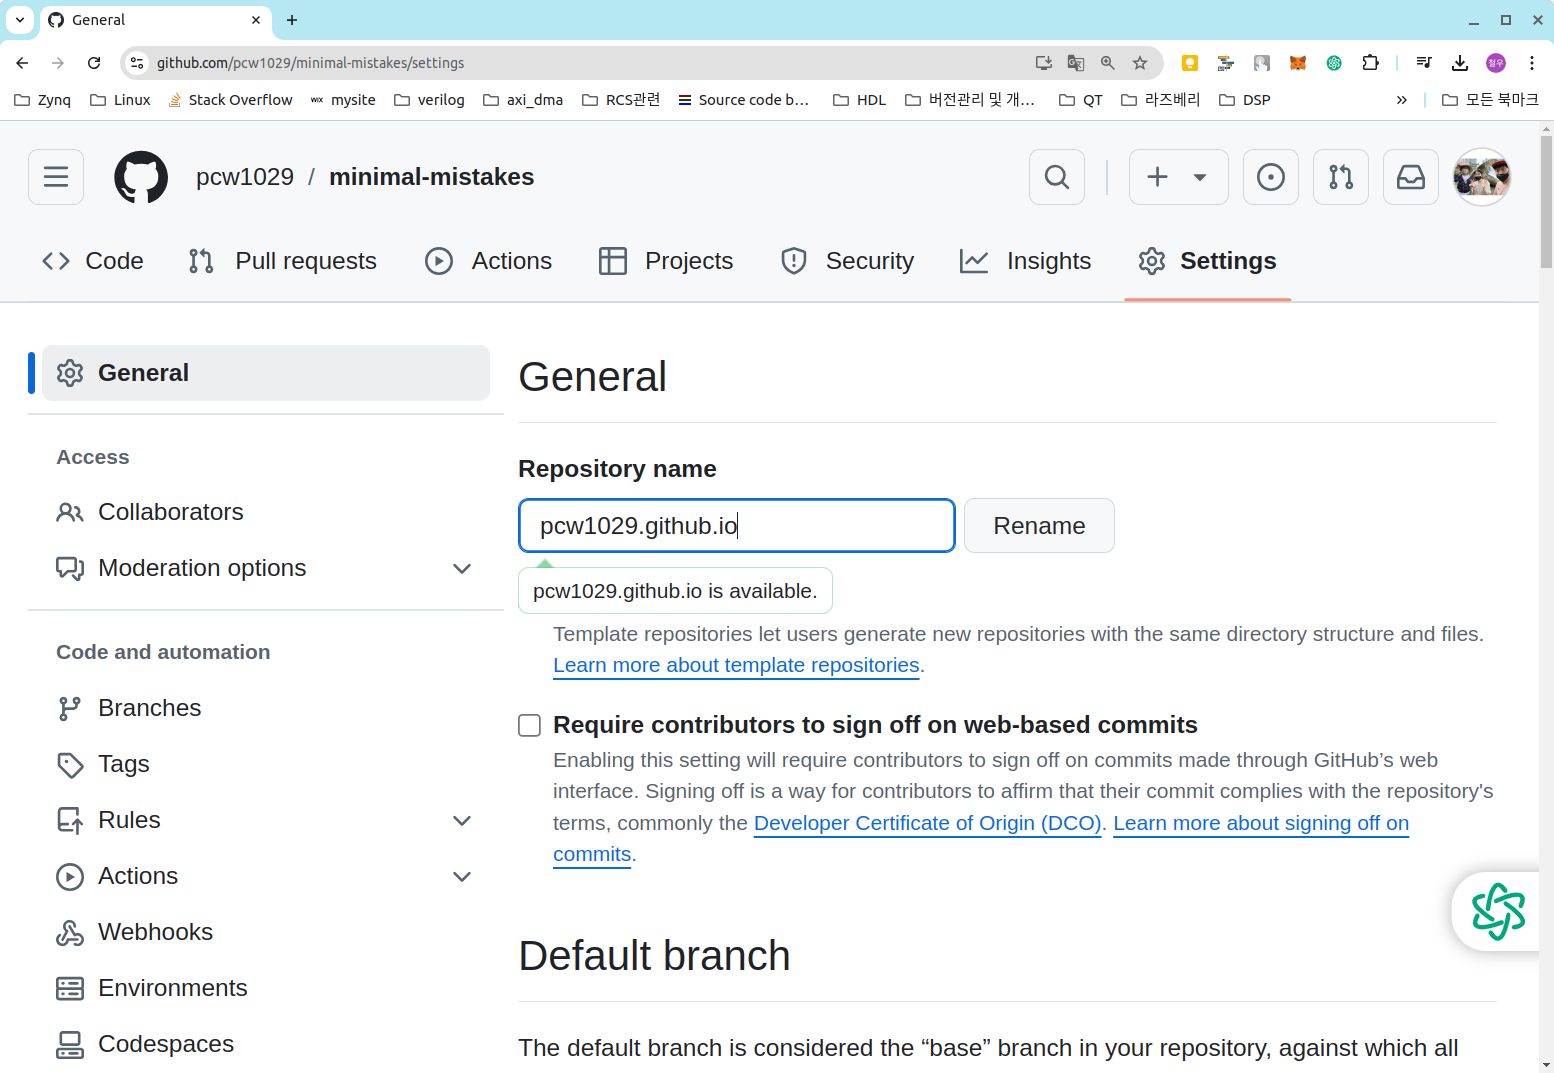 General
github.com/pcw1029/minimal-mistakes/settings
철우
Zynq Linux Stack Overflow WIX mysite verilog axi_dma RCS관련 Source code b... HDL 버전관리 및 개... QT 라즈베리 DSP » 모든 북마크
pcw1029 / minimal-mistakes
Code Pull requests Actions Projects Security Insights Settings
General
Access
Collaborators
Moderation options
Code and automation
Branches
Tags
Rules
Actions
Webhooks
Environments
Codespaces
General
Repository name
pcw1029.github.io
Rename
pcw1029.github.io is available.
Template repositories let users generate new repositories with the same directory structure and files.
Learn more about template repositories.
Require contributors to sign off on web-based commits
Enabling this setting will require contributors to sign off on commits made through GitHub’s web
interface. Signing off is a way for contributors to affirm that their commit complies with the repository's
terms, commonly the Developer Certificate of Origin (DCO). Learn more about signing off on
commits.
Default branch
The default branch is considered the “base” branch in your repository, against which all